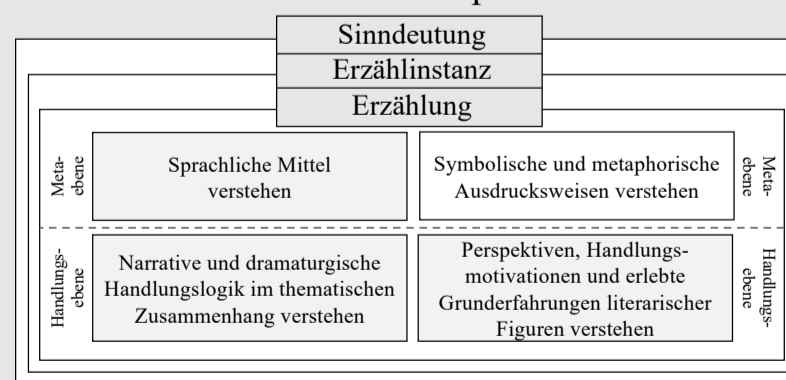 Sinndeutung
Erzählinstanz
Erzählung
Meta-
ebene
Sprachliche Mittel
verstehen
Symbolische und metaphorische
Ausdrucksweisen verstehen
Meta-
ebene
Handlungs-
ebene
Narrative und dramaturgische
Handlungslogik im thematischen
Zusammenhang verstehen
Perspektiven, Handlungs-
motivationen und erlebte
Grunderfahrungen literarischer
Figuren verstehen
Handlungs-
ebene